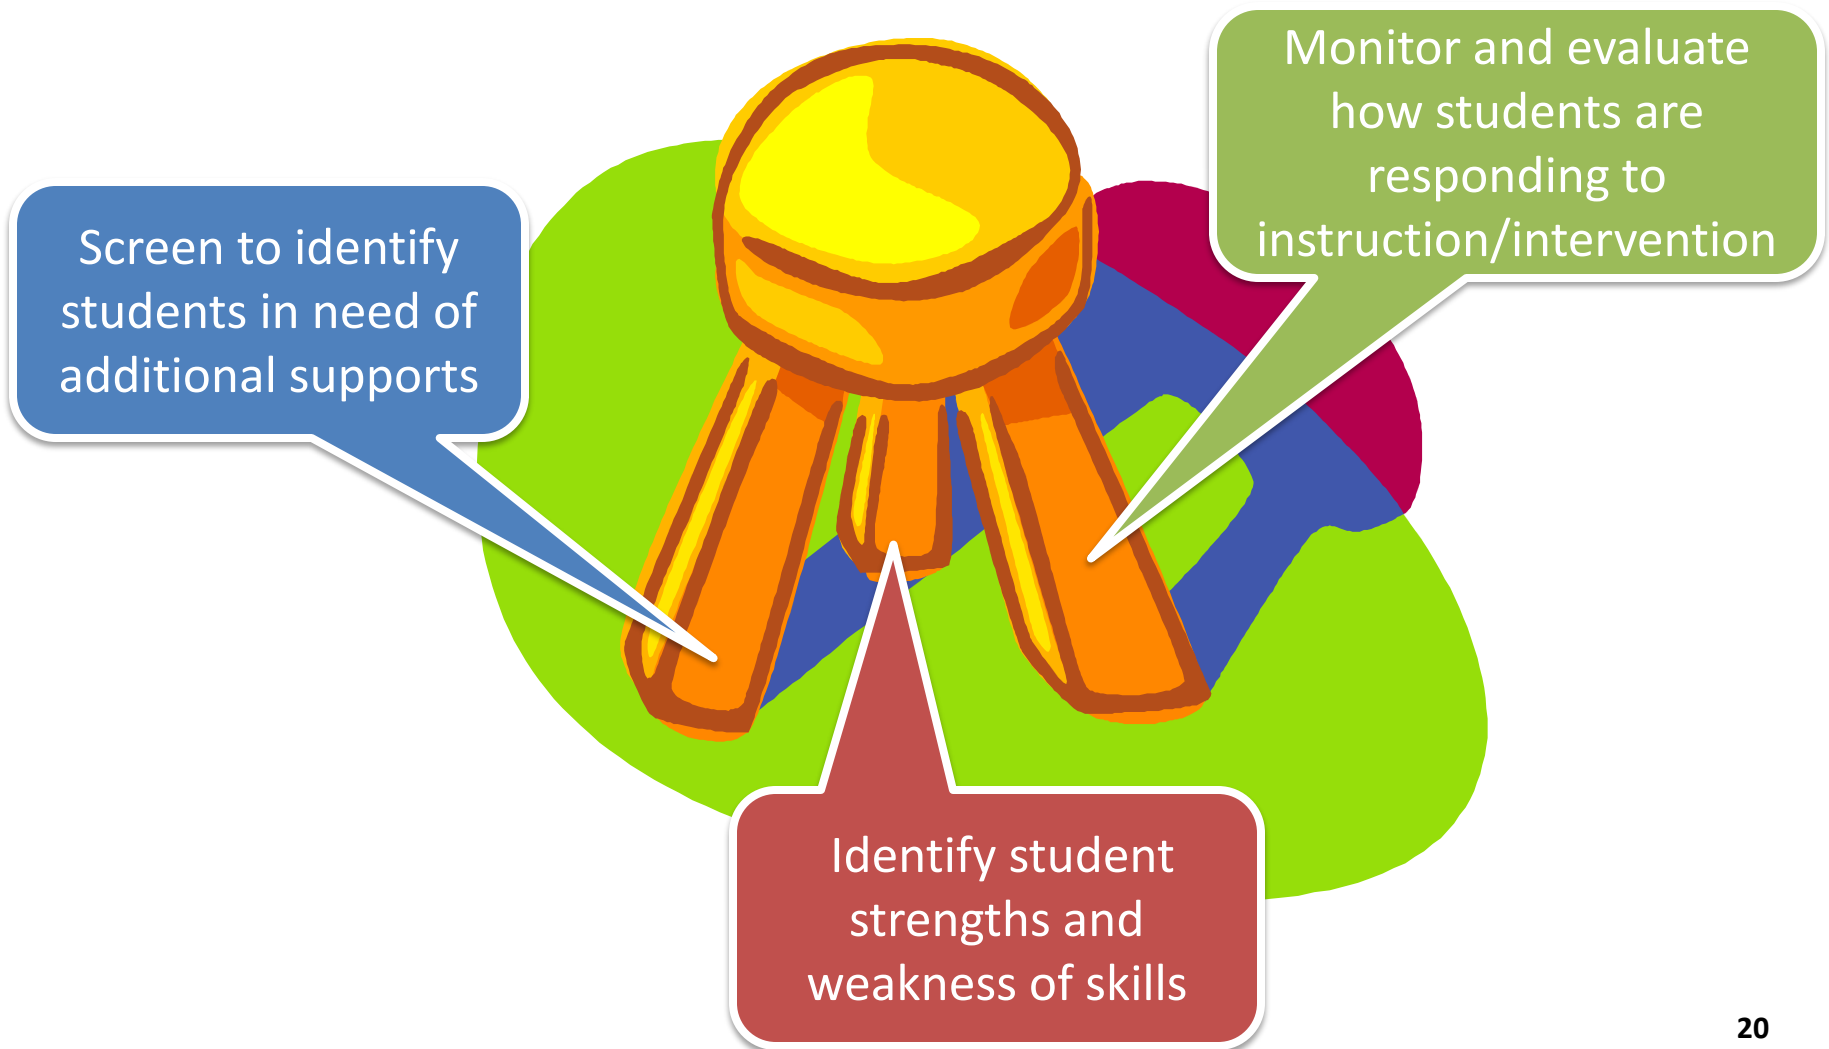 Screen to identify
students in need of
additional supports
Monitor and evaluate
how students are
responding to
instruction/intervention
Identify student
strengths and
weakness of skills
20